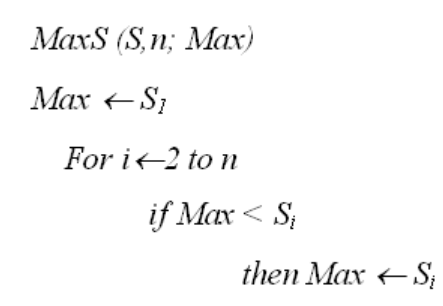 MaxS (S,n; Max)
Max ←S₁
For i←2 to n
if Max < Sᵢ
then Max ←Sᵢ